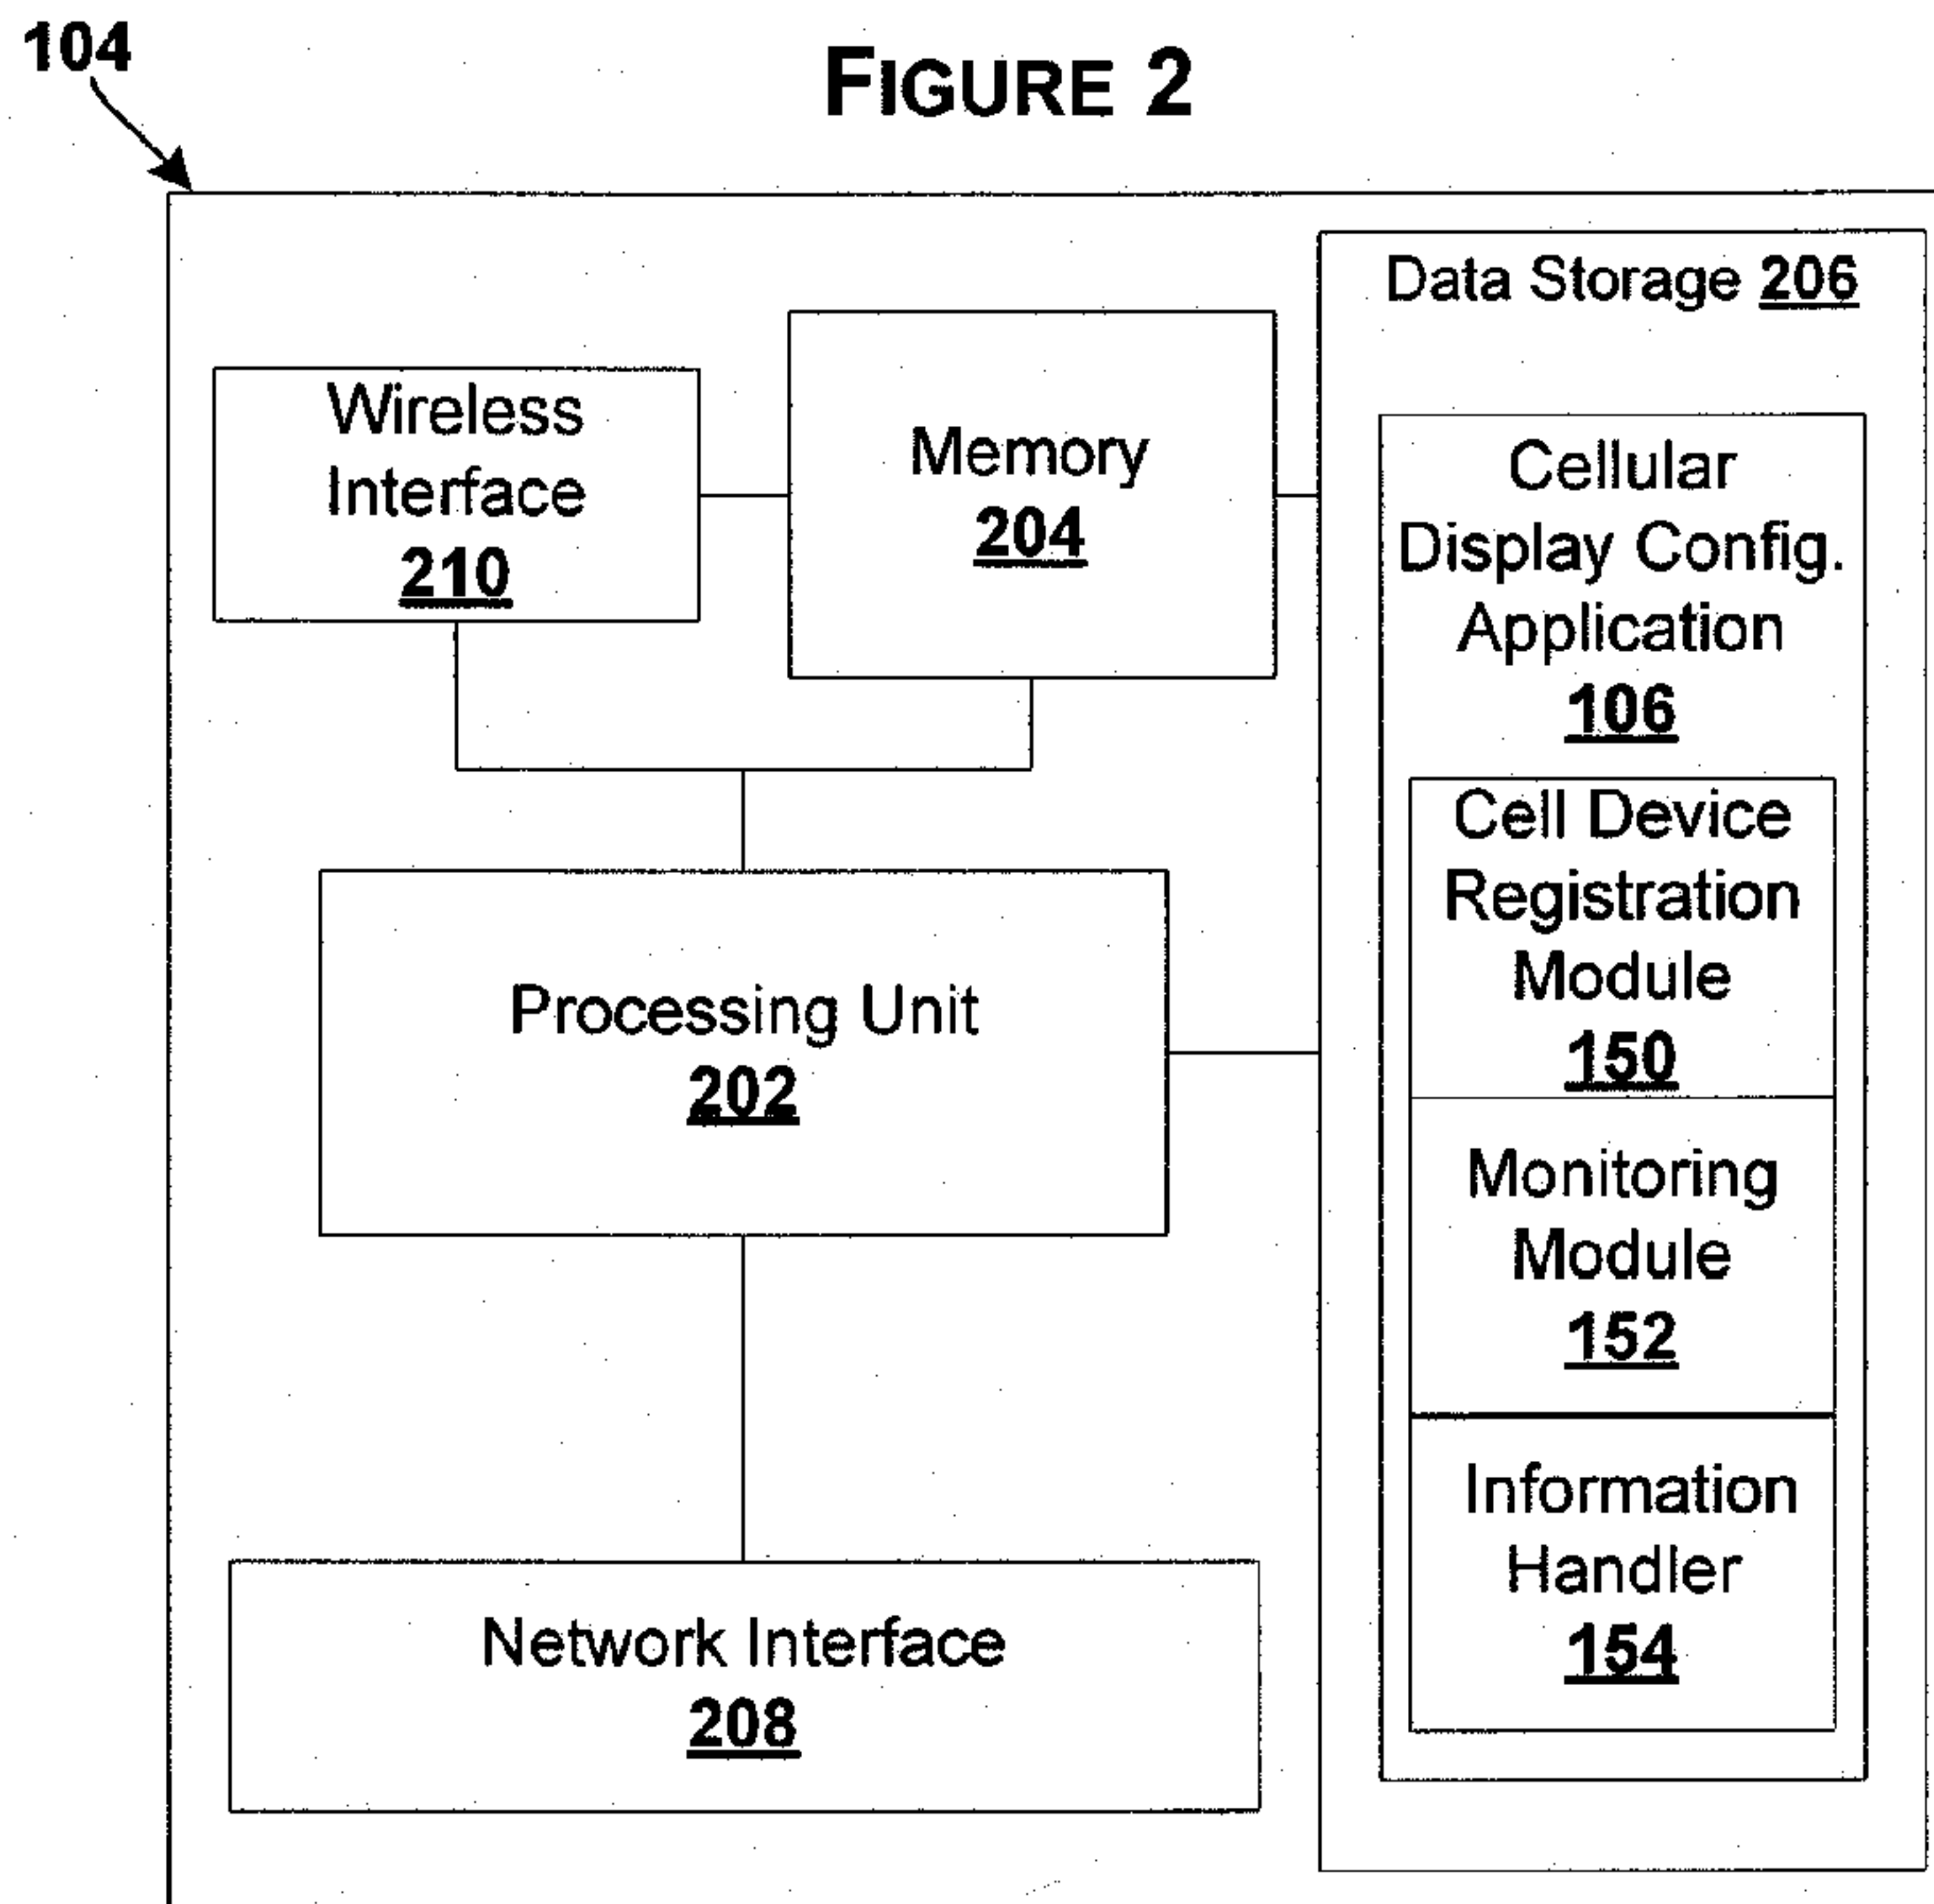 104
FIGURE 2
Data Storage 206
Wireless
Interface
210
Memory
204
Cellular
Display Config.
Application
106
Cell Device
Registration
Module
150
Processing Unit
202
Monitoring
Module
152
Information
Handler
154
Network Interface
208